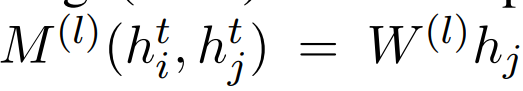 M^{(l)}(h_i^t, h_j^t) = W^{(l)} h_j